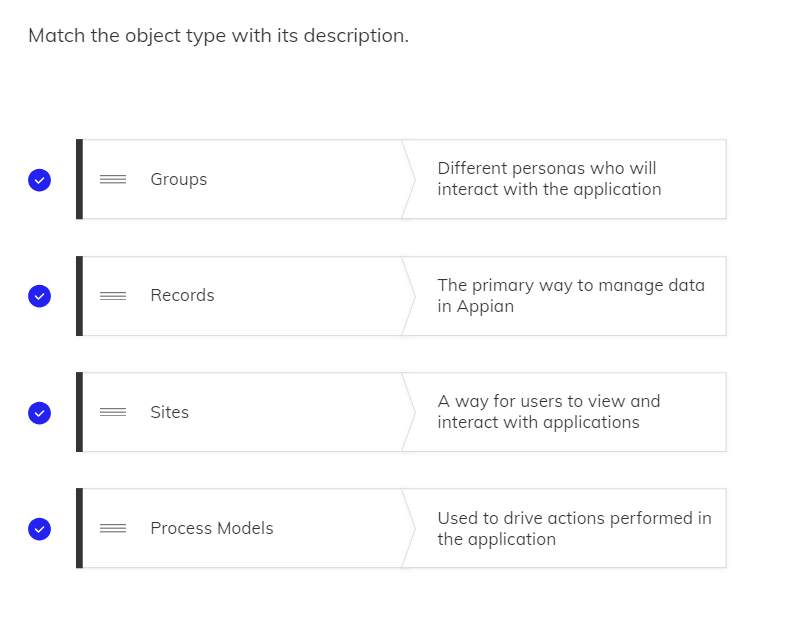 Match the object type with its description.
Groups
Different personas who will
interact with the application
Records
The primary way to manage data
in Appian
Sites
A way for users to view and
interact with applications
Process Models
Used to drive actions performed in
the application